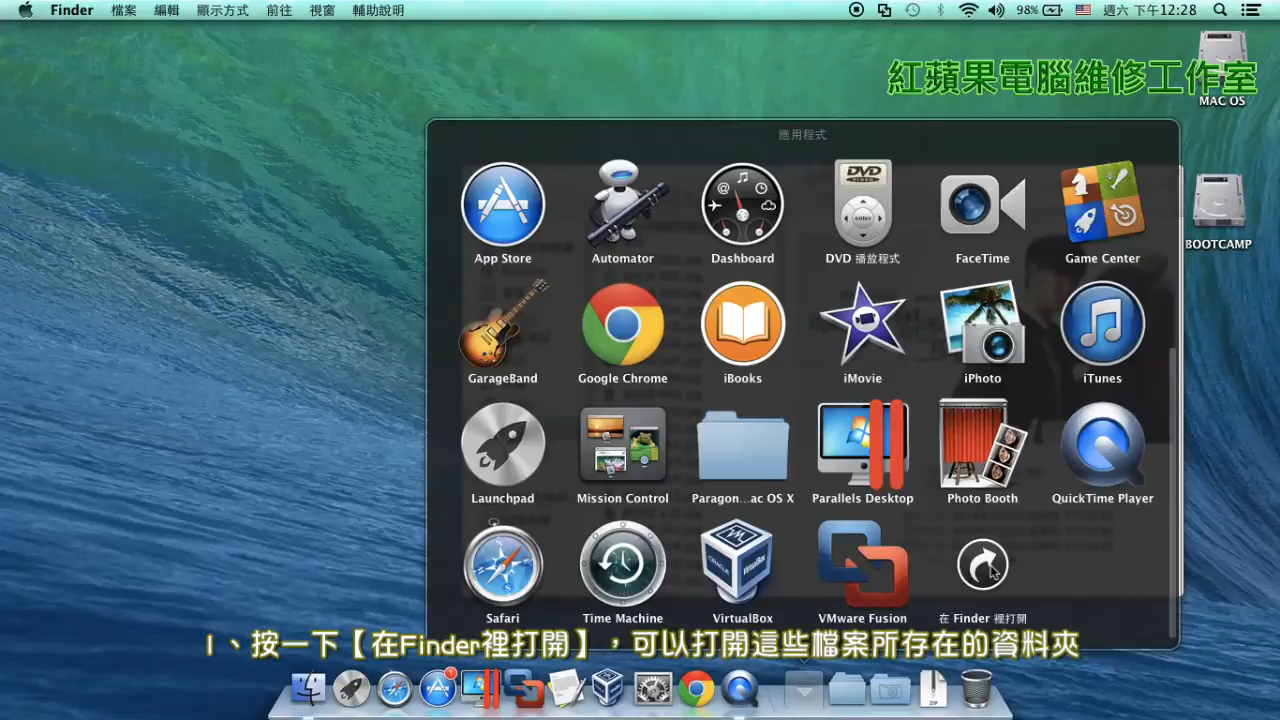 Finder 檔案 編輯 顯示方式 前往 視窗 輔助說明 98% 週六 下午12:28
紅蘋果電腦維修工作室
MAC OS
BOOTCAMP
應用程式
App Store Automator Dashboard DVD 播放程式 FaceTime Game Center
GarageBand Google Chrome iBooks iMovie iPhoto iTunes
Launchpad Mission Control Paragon...ac OS X Parallels Desktop Photo Booth QuickTime Player
Safari Time Machine VirtualBox VMware Fusion 在 Finder 裡打開
1、按一下【在Finder裡打開】，可以打開這些檔案所存在的資料夾